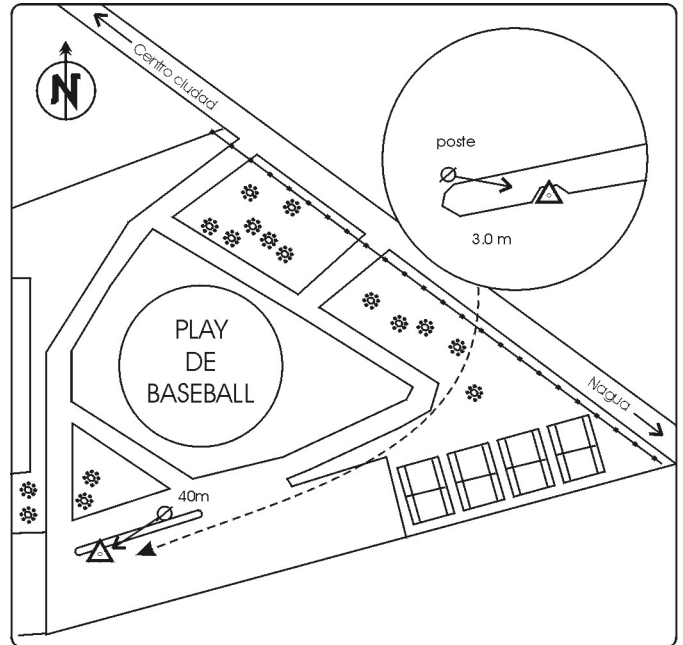 Centro ciudad
N
poste
3.0 m
PLAY
DE
BASEBALL
Nagua
40m